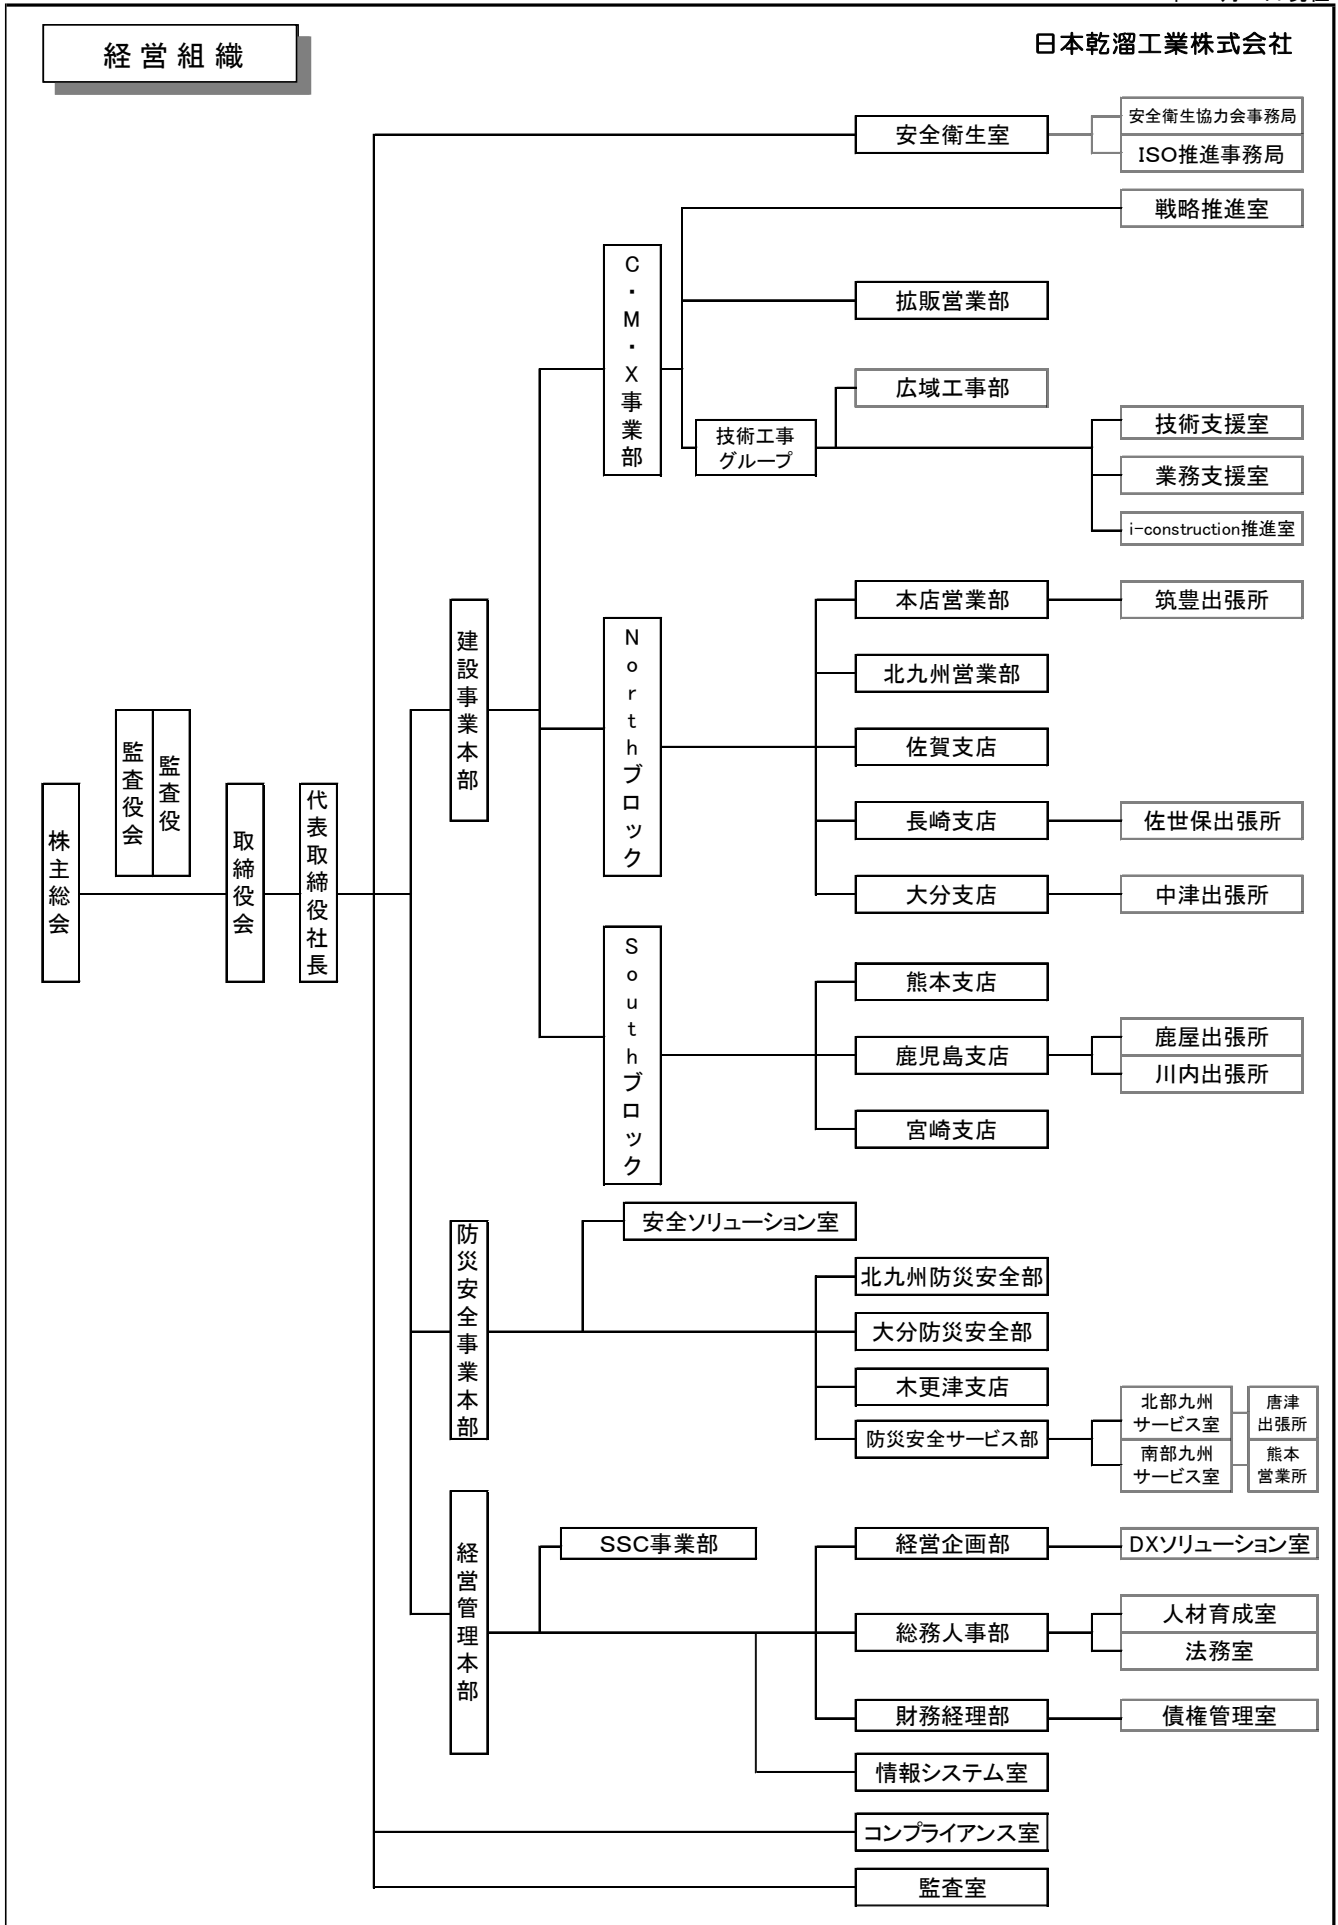 経営組織
日本乾溜工業株式会社
安全衛生室
安全衛生協力会事務局
ISO推進事務局
戦略推進室
C・M・X事業部
拡販営業部
広域工事部
技術工事
グループ
技術支援室
業務支援室
i-construction推進室
建設事業本部
Northブロック
本店営業部
筑豊出張所
北九州営業部
佐賀支店
長崎支店
佐世保出張所
大分支店
中津出張所
株主総会
監査役会
監査役
取締役会
代表取締役社長
Southブロック
熊本支店
鹿児島支店
鹿屋出張所
川内出張所
宮崎支店
防災安全事業本部
安全ソリューション室
北九州防災安全部
大分防災安全部
木更津支店
防災安全サービス部
北部九州
サービス室
唐津
出張所
南部九州
サービス室
熊本
営業所
経営管理本部
SSC事業部
経営企画部
DXソリューション室
総務人事部
人材育成室
法務室
財務経理部
債権管理室
情報システム室
コンプライアンス室
監査室